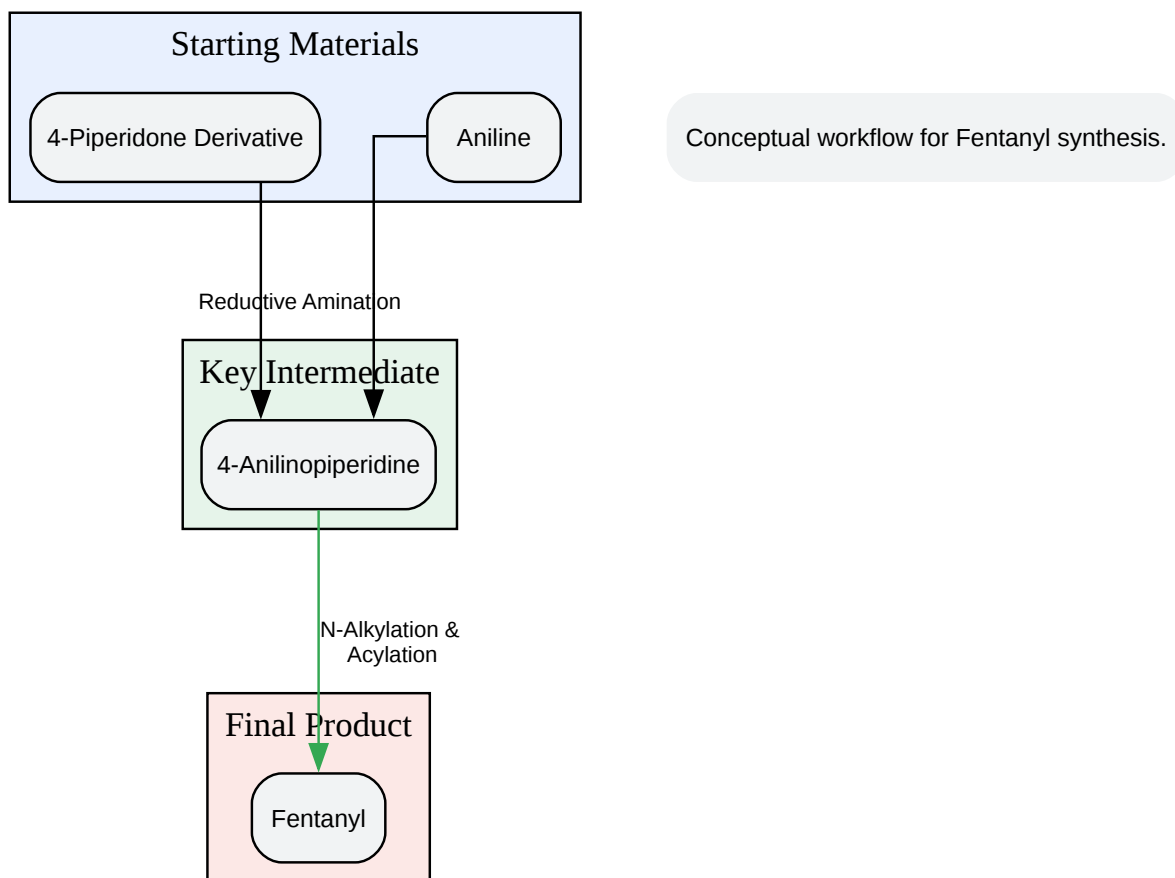 Starting Materials
4-Piperidone Derivative
Aniline
Conceptual workflow for Fentanyl synthesis.
Reductive Amination
Key Intermediate
4-Anilinopiperidine
N-Alkylation &
Acylation
Final Product
Fentanyl